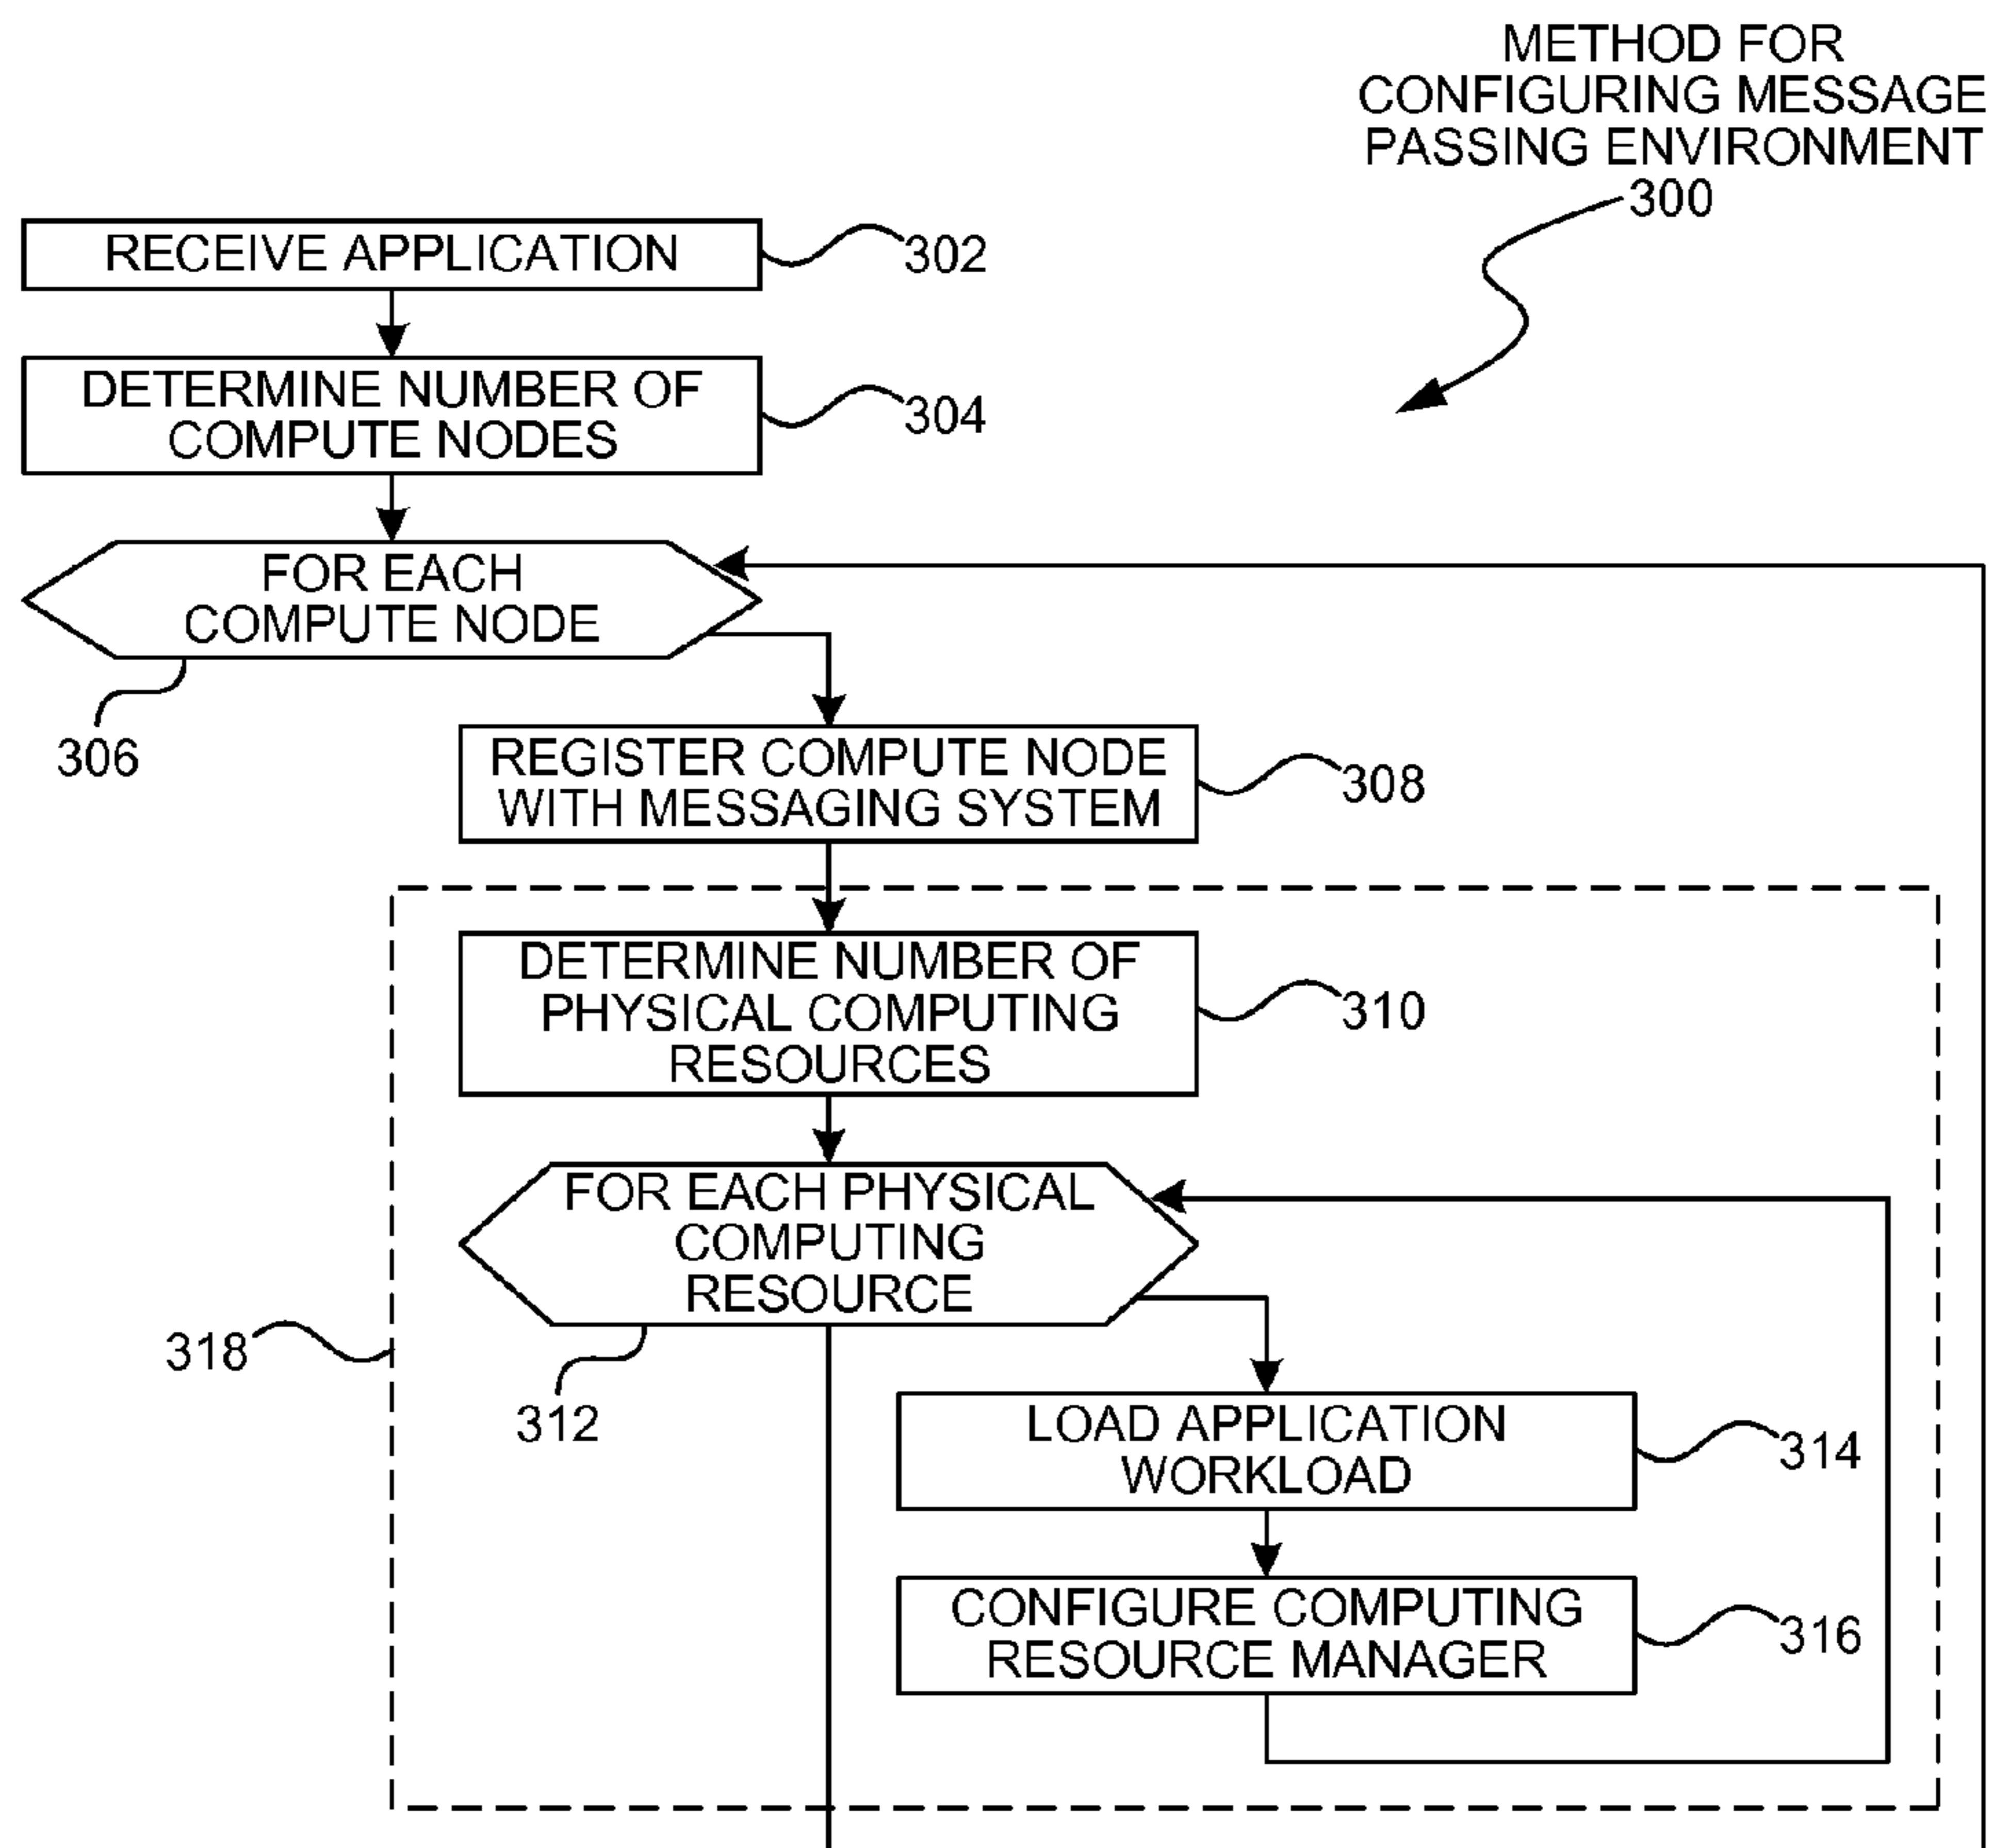 METHOD FOR
CONFIGURING MESSAGE
PASSING ENVIRONMENT
300
RECEIVE APPLICATION
302
DETERMINE NUMBER OF
COMPUTE NODES
304
FOR EACH
COMPUTE NODE
306
REGISTER COMPUTE NODE
WITH MESSAGING SYSTEM
308
DETERMINE NUMBER OF
PHYSICAL COMPUTING
RESOURCES
310
FOR EACH PHYSICAL
COMPUTING
RESOURCE
318
312
LOAD APPLICATION
WORKLOAD
314
CONFIGURE COMPUTING
RESOURCE MANAGER
316